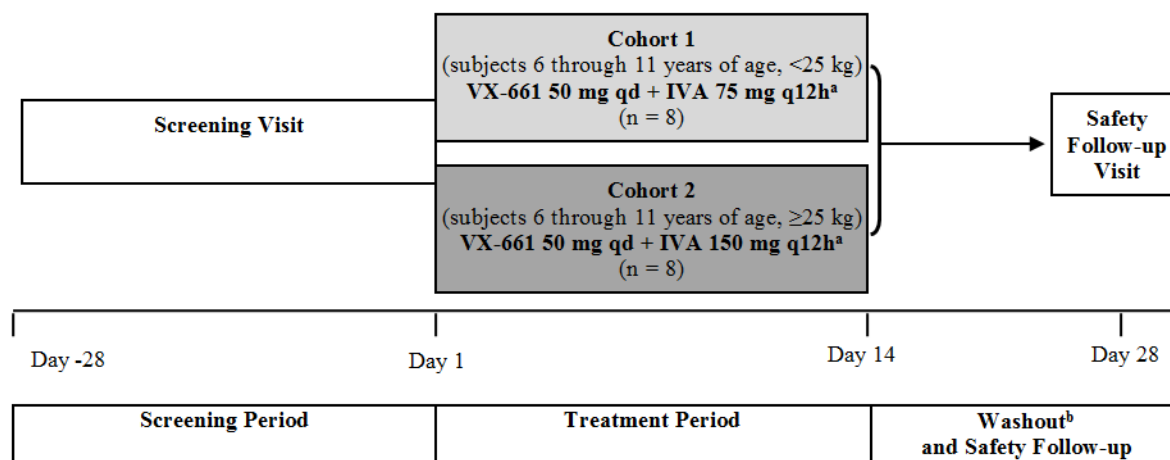 Screening Visit
Cohort 1
(subjects 6 through 11 years of age, <25 kg)
VX-661 50 mg qd + IVA 75 mg q12hᵃ
(n = 8)
Cohort 2
(subjects 6 through 11 years of age, ≥25 kg)
VX-661 50 mg qd + IVA 150 mg q12hᵃ
(n = 8)
Safety
Follow-up
Visit
Day -28
Day 1
Day 14
Day 28
Screening Period
Treatment Period
Washoutᵇ
and Safety Follow-up